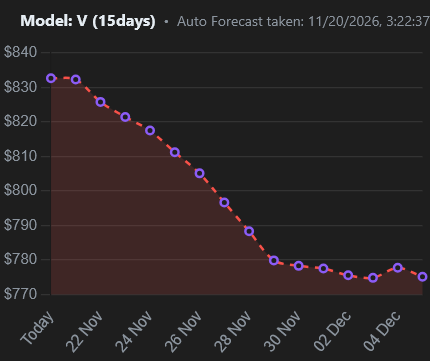 Model: V (15days) • Auto Forecast taken: 11/20/2026, 3:22:37
$840
$830
$820
$810
$800
$790
$780
$770
Today
22 Nov
24 Nov
26 Nov
28 Nov
30 Nov
02 Dec
04 Dec